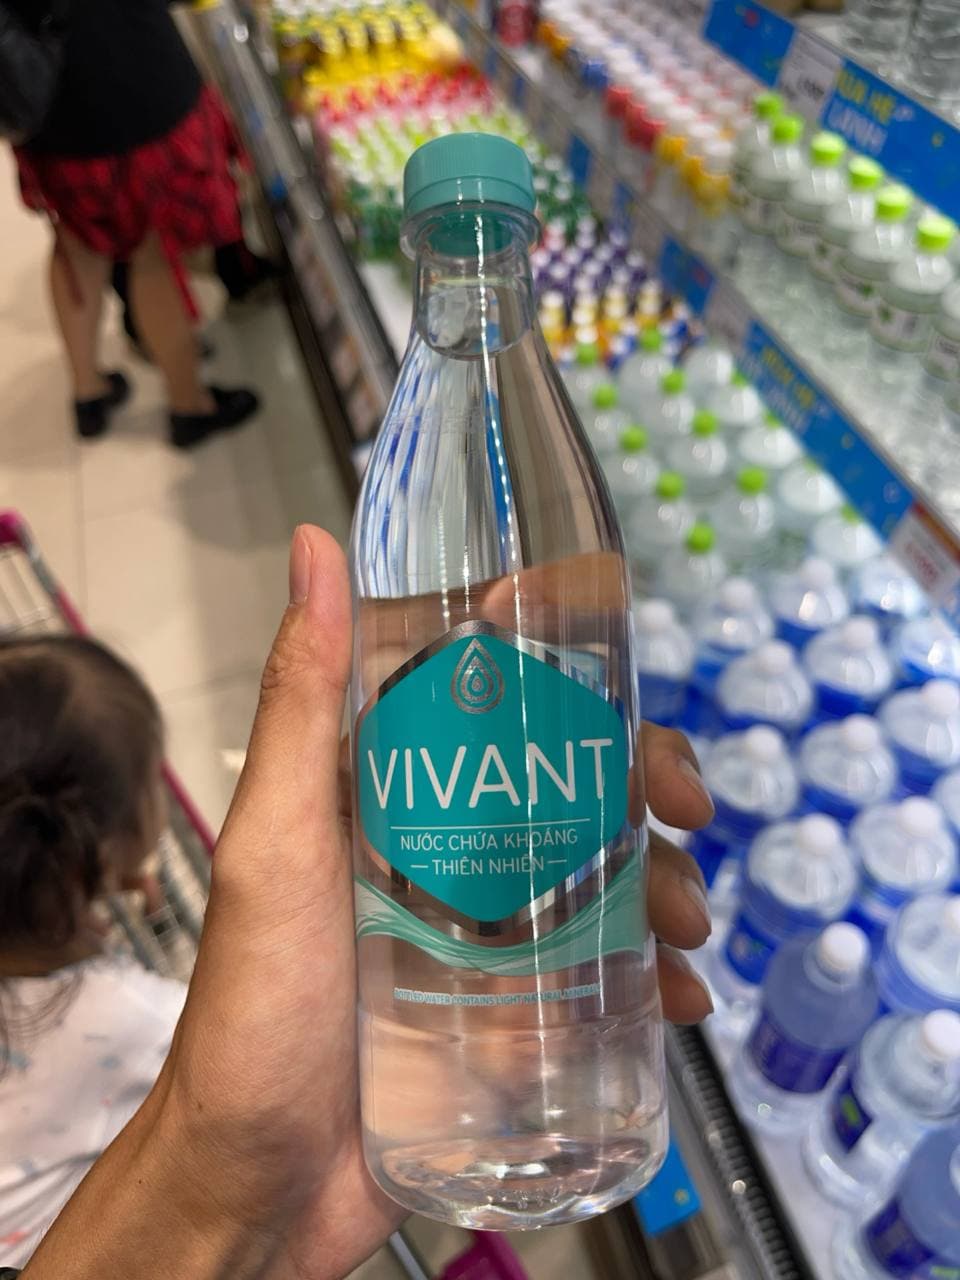 VIVANT
NƯỚC CHỨA KHOÁNG
THIÊN NHIÊN
BOTTLED WATER CONTAINS LIGHT NATURAL MINERALS